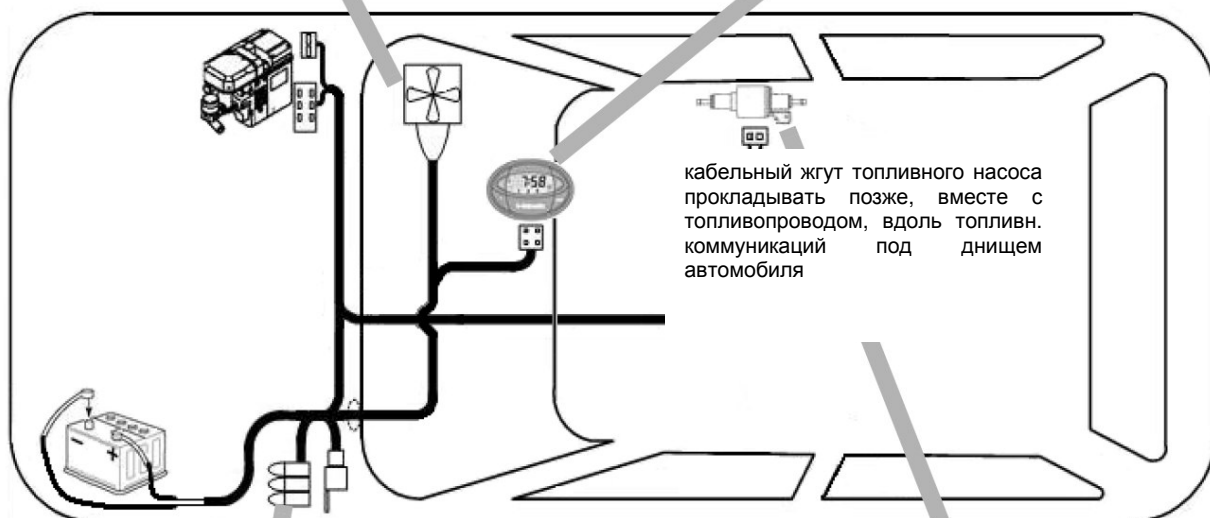 7:58
кабельный жгут топливного насоса
прокладывать позже, вместе с
топливопроводом, вдоль топливн.
коммуникаций под днищем
автомобиля